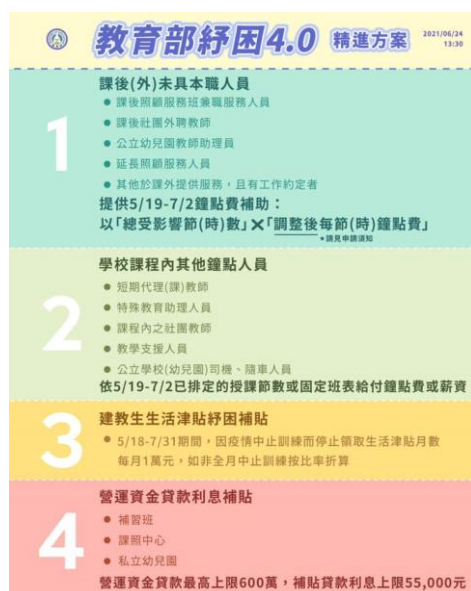 教育部紓困4.0 精進方案
2021/06/24
13:30
1
課後(外)未具本職人員
● 課後照顧服務班兼職服務人員
● 課後社團外聘教師
● 公立幼兒園教師助理員
● 延長照顧服務人員
● 其他於課外提供服務，且有工作約定者
提供5/19-7/2鐘點費補助：
以「總受影響節(時)數」×「調整後每節(時)鐘點費」
*請見申請須知
2
學校課程內其他鐘點人員
● 短期代理(課)教師
● 特殊教育助理人員
● 課程內之社團教師
● 教學支援人員
● 公立學校(幼兒園)司機、隨車人員
依5/19-7/2已排定的授課節數或固定班表給付鐘點費或薪資
3
建教生生活津貼紓困補貼
● 5/18-7/31期間，因疫情中止訓練而停止領取生活津貼月數
每月1萬元，如非全月中止訓練按比率折算
4
營運資金貸款利息補貼
● 補習班
● 課照中心
● 私立幼兒園
營運資金貸款最高上限600萬，補貼貸款利息上限55,000元